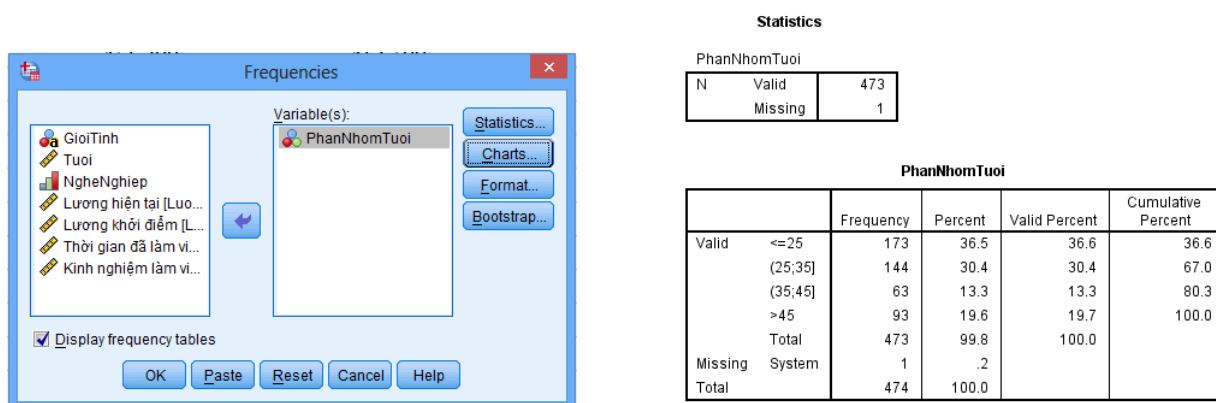 Frequencies
Variable(s):
GioiTinh
Tuoi
NgheNghiep
Lương hiện tại [Luo...
Lương khởi điểm [L...
Thời gian đã làm vi...
Kinh nghiệm làm vi...
PhanNhomTuoi
Statistics...
Charts...
Format...
Bootstrap...
Display frequency tables
OK Paste Reset Cancel Help
Statistics
PhanNhomTuoi
N Valid 473
Missing 1
PhanNhomTuoi
Frequency Percent Valid Percent Cumulative Percent
Valid <=25 173 36.5 36.6 36.6
(25;35] 144 30.4 30.4 67.0
(35;45] 63 13.3 13.3 80.3
>45 93 19.6 19.7 100.0
Total 473 99.8 100.0
Missing System 1 .2
Total 474 100.0